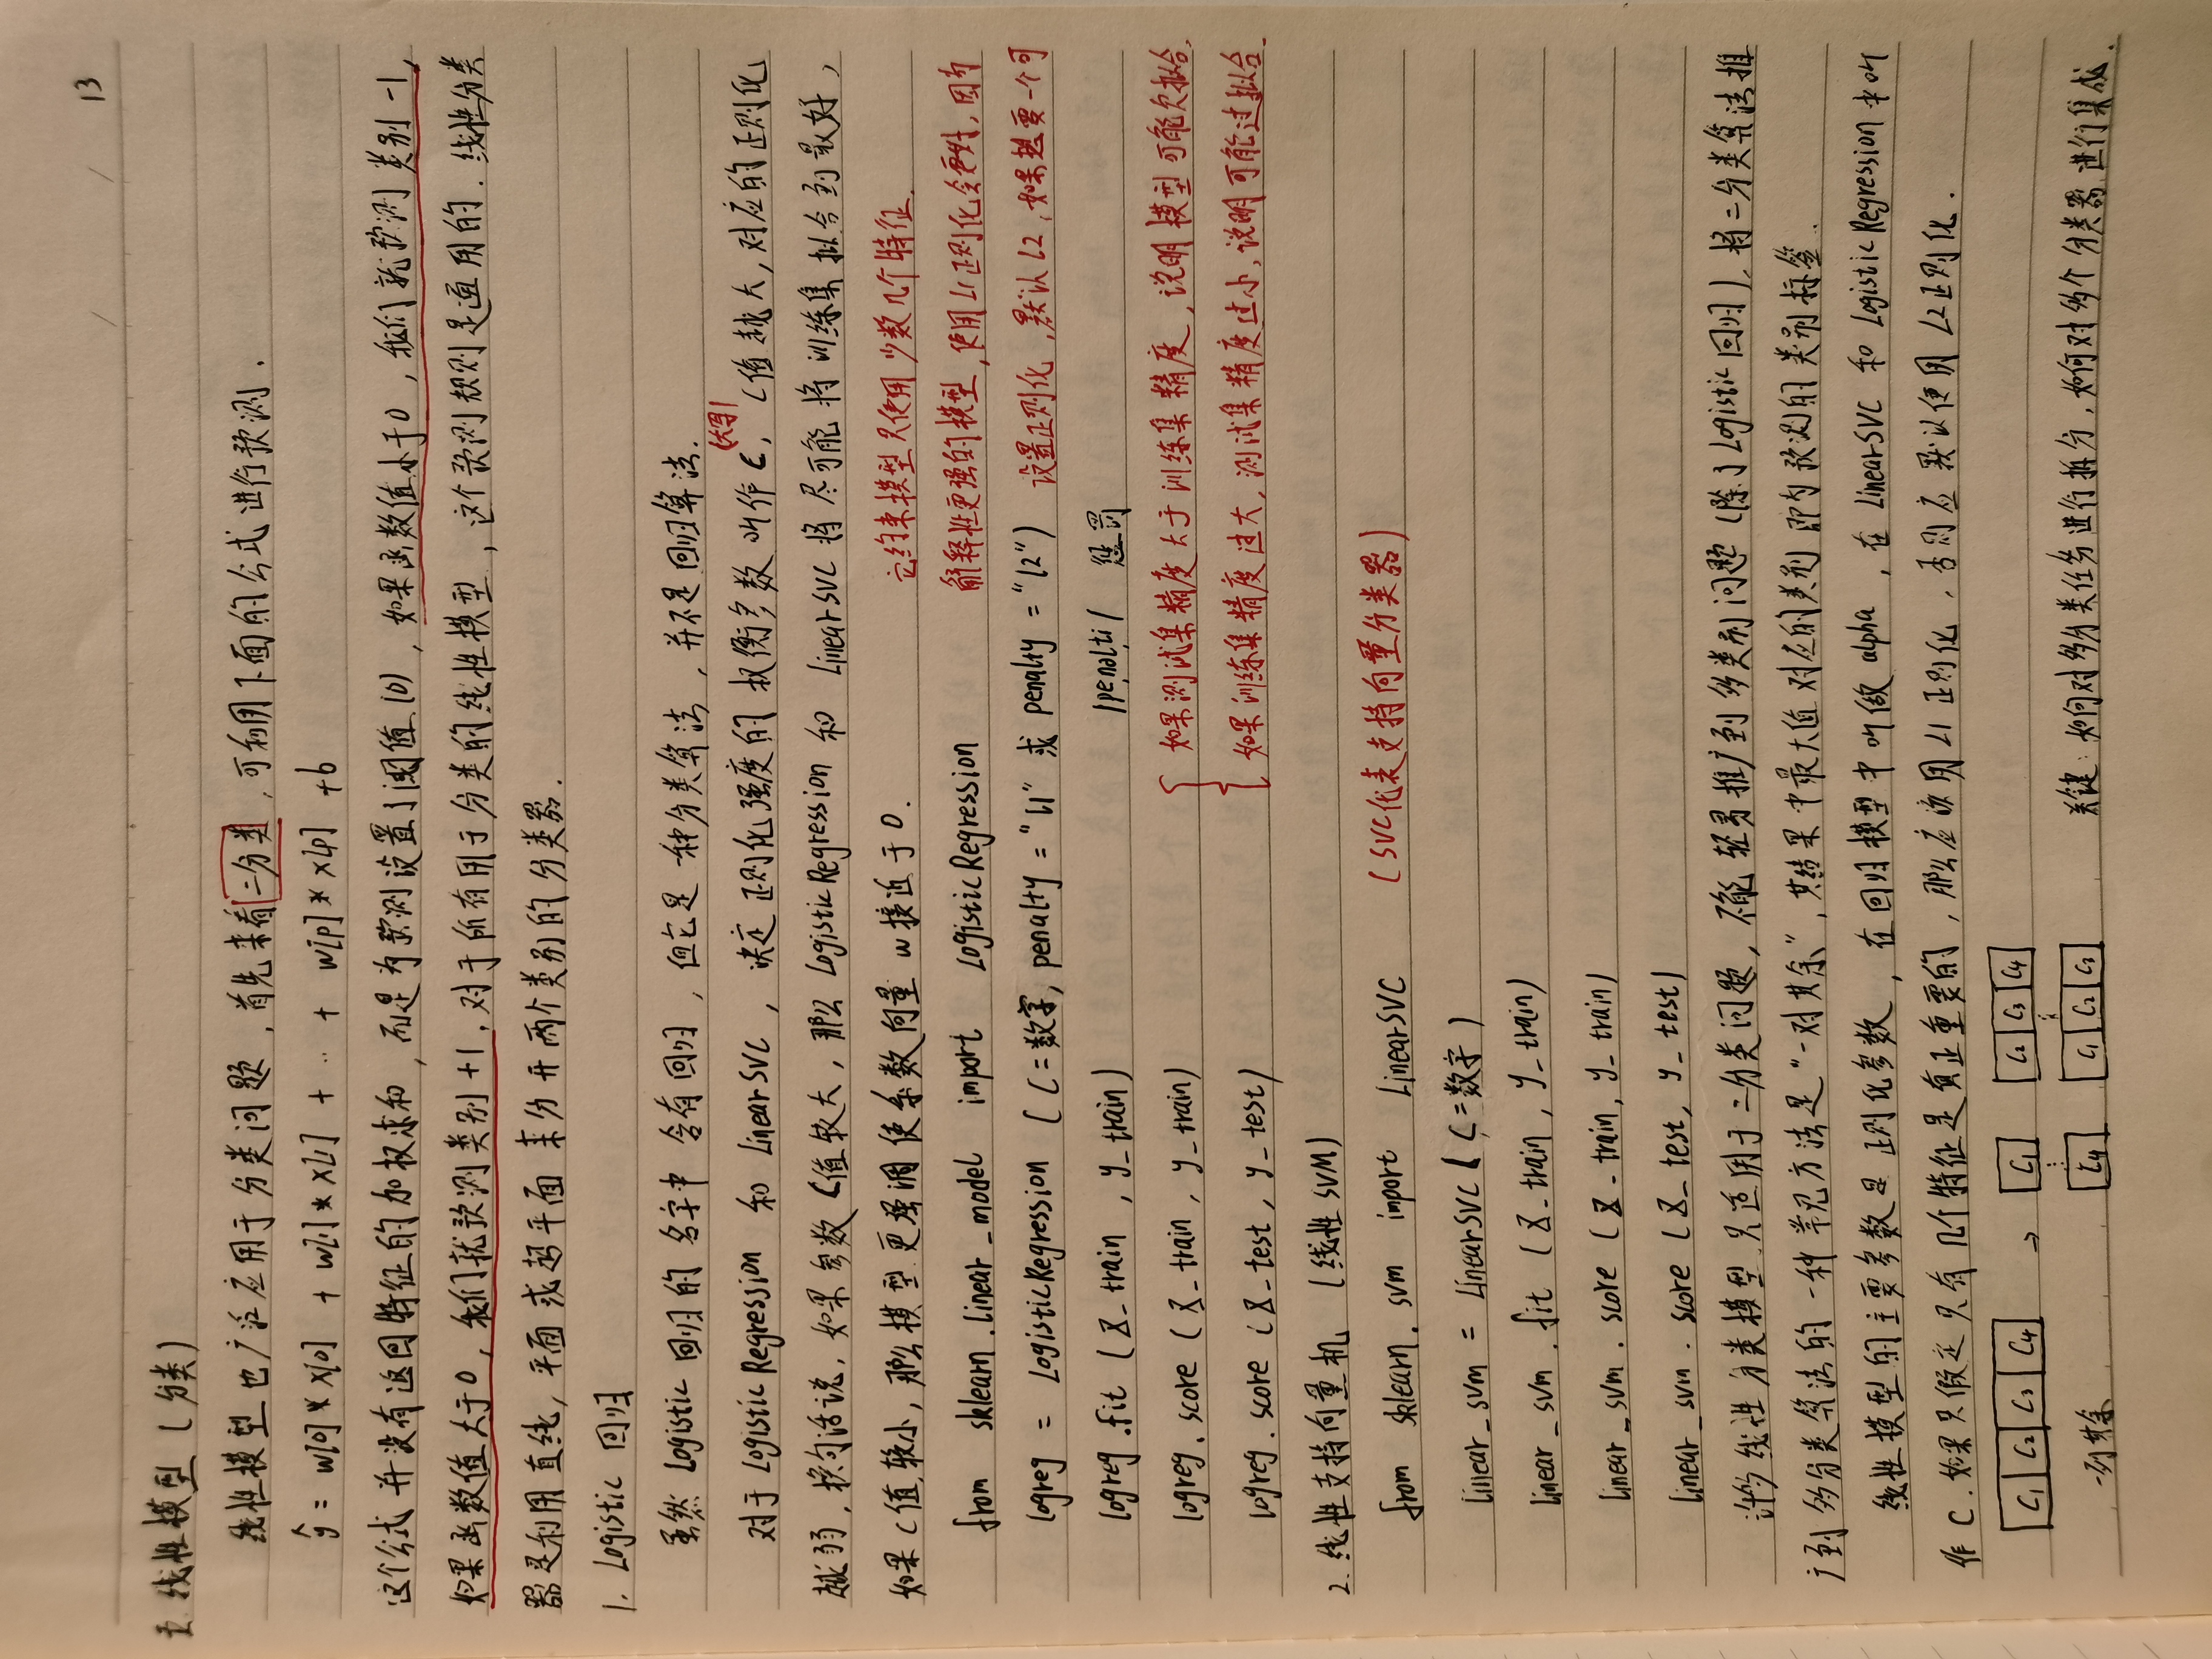 13
五. 线性模型 (分类)
线性模型也广泛应用于分类问题, 首先来看二分类, 可利用下面的公式进行预测.
ŷ = w[0] * x[0] + w[1] * x[1] + ... + w[p] * x[p] + b
这个公式并没有返回特征的加权求和, 而是为预测设置了阈值(0), 如果函数值小于0, 我们就预测类别-1,
如果函数值大于0, 我们就预测类别+1, 对于所有用于分类的线性模型, 这个预测规则是通用的. 线性分类
器是利用直线, 平面或超平面来分开两个类别的分类器.
1. Logistic 回归
虽然 Logistic 回归的名字中含有回归, 但它是一种分类算法, 并不是回归算法.
对于 LogisticRegression 和 LinearSVC, 决定正则化强度的权衡参数叫作C, C值越大, 对应的正则化
(大写)
越弱, 换句话说, 如果参数C值较大, 那么 LogisticRegression 和 LinearSVC 将尽可能将训练集拟合到最好,
如果C值较小, 那么模型更强调使系数向量w接近于0.
它约束模型只使用少数几个特征.
解释性更强的模型, 使用L1正则化会更好, 因为
from sklearn.linear_model import LogisticRegression
logreg = LogisticRegression (C=数字, penalty="l1" 或 penalty="l2") 设置正则化, 默认L2, 如果想要一个可
logreg.fit (X_train, y_train) /penəlti/ 惩罚
logreg.score (X_train, y_train) 如果测试集精度大于训练集精度, 说明模型可能欠拟合.
logreg.score (X_test, y_test) 如果训练集精度过大, 测试集精度过小, 说明可能过拟合.
2. 线性支持向量机 (线性SVM)
from sklearn.svm import LinearSVC (SVC代表支持向量分类器)
linear_svm = LinearSVC (C=数字)
linear_svm.fit (X_train, y_train)
linear_svm.score (X_train, y_train)
linear_svm.score (X_test, y_test)
许多线性分类模型只适用于二分类问题, 不能轻易推广到多类别问题 (除了Logistic回归), 将二分类算法推
广到多分类算法的一种常见方法是"一对其余", 其结果中最大值对应的类别即为预测的类别标签.
线性模型的主要参数是正则化参数, 在回归模型中叫做 alpha, 在 LinearSVC 和 LogisticRegression 中叫
作C. 如果只假定只有几个特征是真正重要的, 那么应该用L1正则化, 否则应默认使用L2正则化.
C1 C2 C3 C4 → C1 C2 C3 C4
C4 C1 C2 C3
一对其余 关键: 如何对多分类任务进行拆分, 如何对多个分类器进行集成.